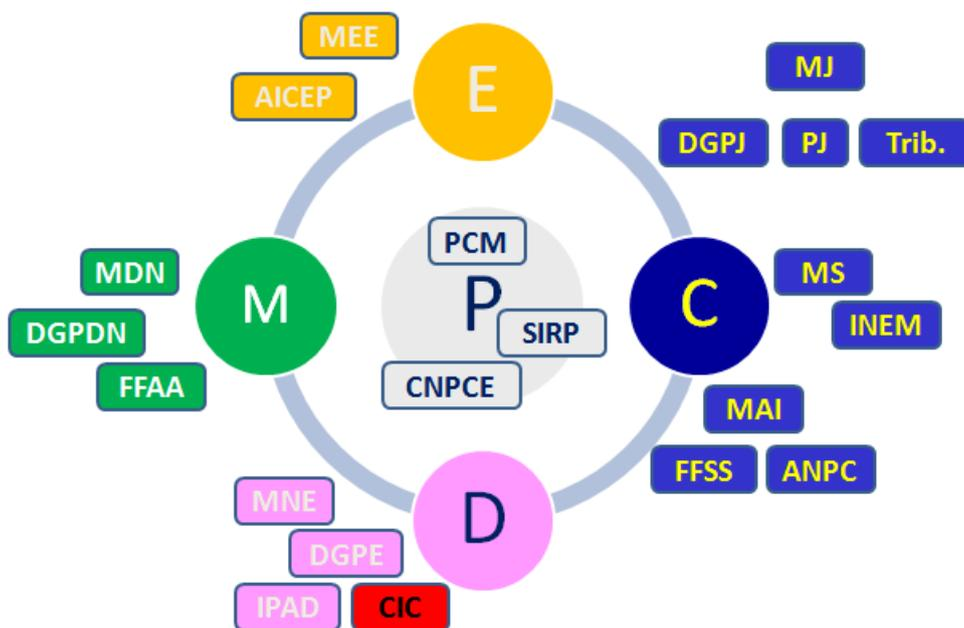 MEE
E
MJ
AICEP
DGPJ PJ Trib.
PCM
MDN
MS
M
P
C
DGPDN
SIRP
INEM
FFAA
CNPCE
MAI
FFSS ANPC
MNE
D
DGPE
IPAD CIC